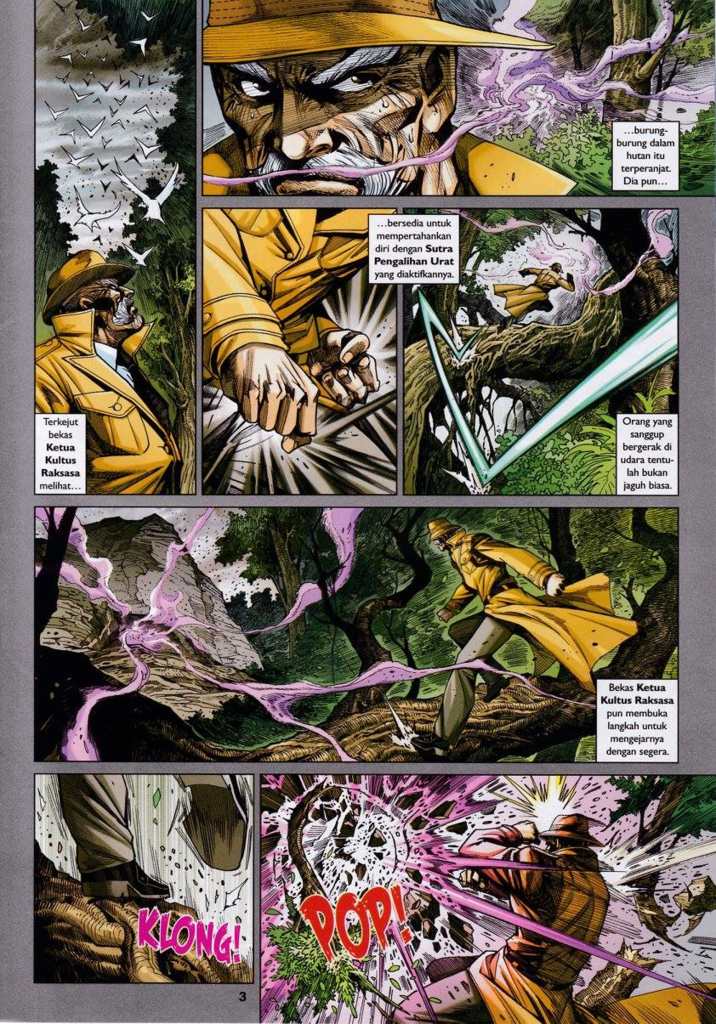 Terkejut
bekas
Ketua
Kultus
Raksasa
melihat...
...burung-
burung dalam
hutan itu
terperanjat.
Dia pun...
...bersedia untuk
mempertahankan
diri dengan Sutra
Pengalihan Urat
yang diaktifkannya.
Orang yang
sanggup
bergerak di
udara tentu-
lah bukan
jaguh biasa.
Bekas Ketua
Kultus Raksasa
pun membuka
langkah untuk
mengejarnya
dengan segera.
KLONG!
POP!
3